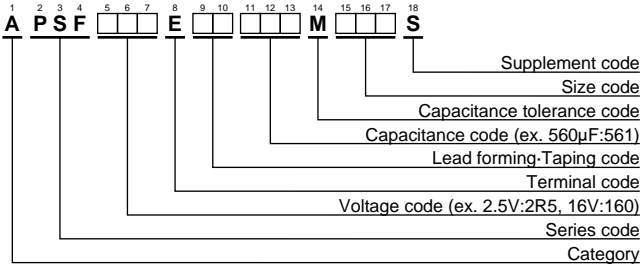 1 2 3 4 5 6 7 8 9 10 11 12 13 14 15 16 17 18
A P S F E M S
Supplement code
Size code
Capacitance tolerance code
Capacitance code (ex. 560µF:561)
Lead forming·Taping code
Terminal code
Voltage code (ex. 2.5V:2R5, 16V:160)
Series code
Category